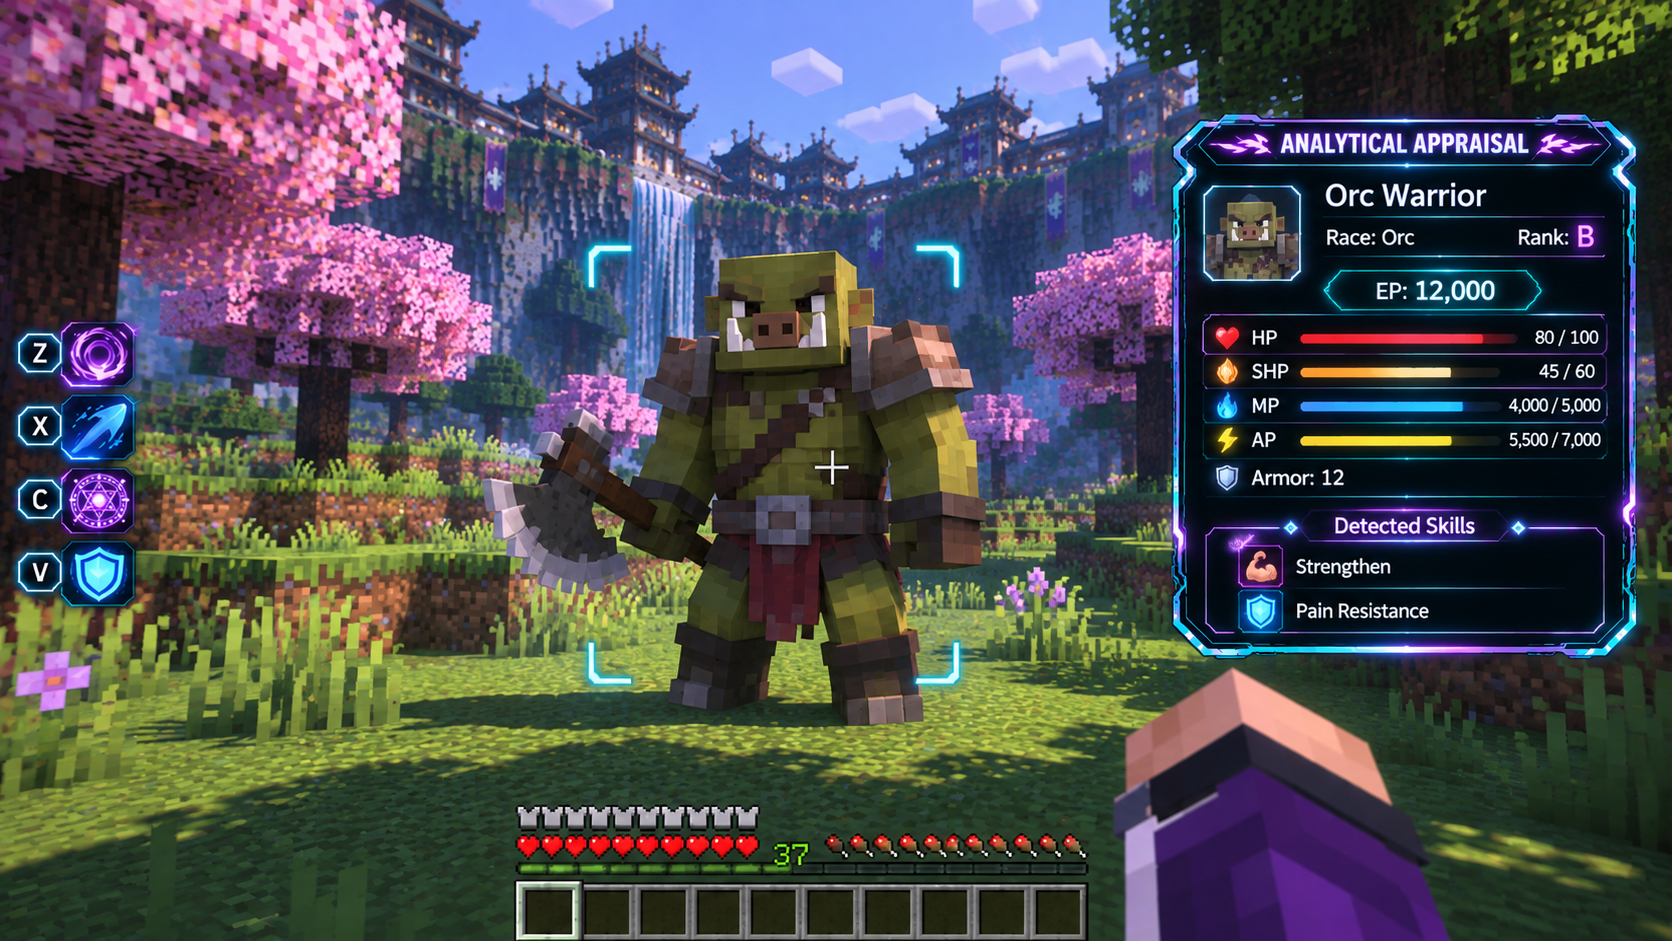 ANALYTICAL APPRAISAL
Orc Warrior
Race: Orc
Rank: B
EP: 12,000
HP 80 / 100
SHP 45 / 60
MP 4,000 / 5,000
AP 5,500 / 7,000
Armor: 12
Detected Skills
Strengthen
Pain Resistance
Z
X
C
V
37